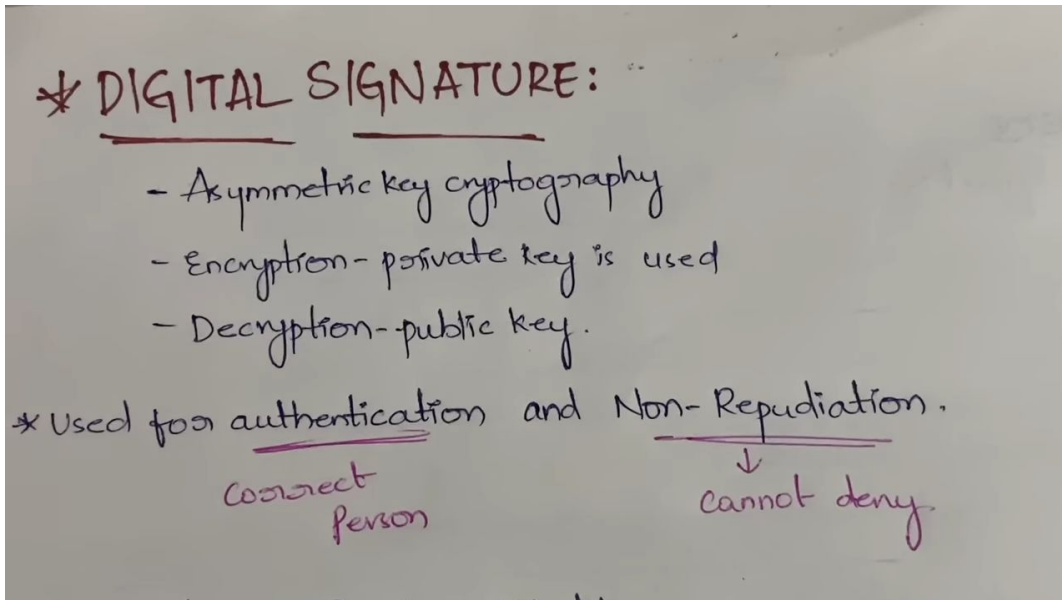 * DIGITAL SIGNATURE:
- Asymmetric key cryptography
- Encryption - private key is used
- Decryption - public key.
* Used for authentication and Non-Repudiation.
↓
Correct Person
cannot deny.